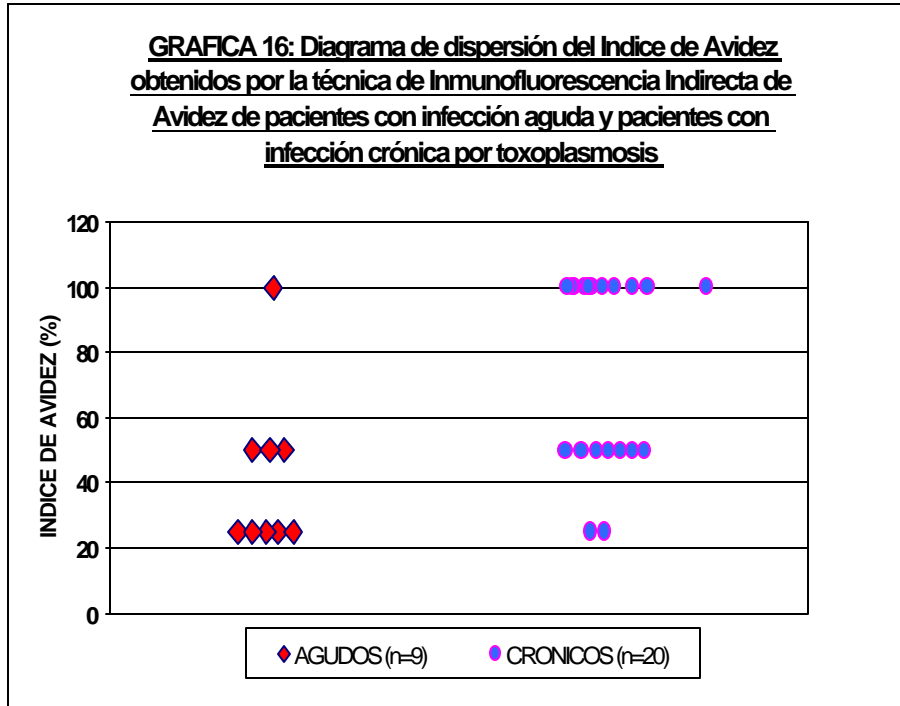 GRAFICA 16: Diagrama de dispersión del Indice de Avidez
obtenidos por la técnica de Inmunofluorescencia Indirecta de
Avidez de pacientes con infección aguda y pacientes con
infección crónica por toxoplasmosis
120
100
80
60
40
20
0
INDICE DE AVIDEZ (%)
AGUDOS (n=9) CRONICOS (n=20)